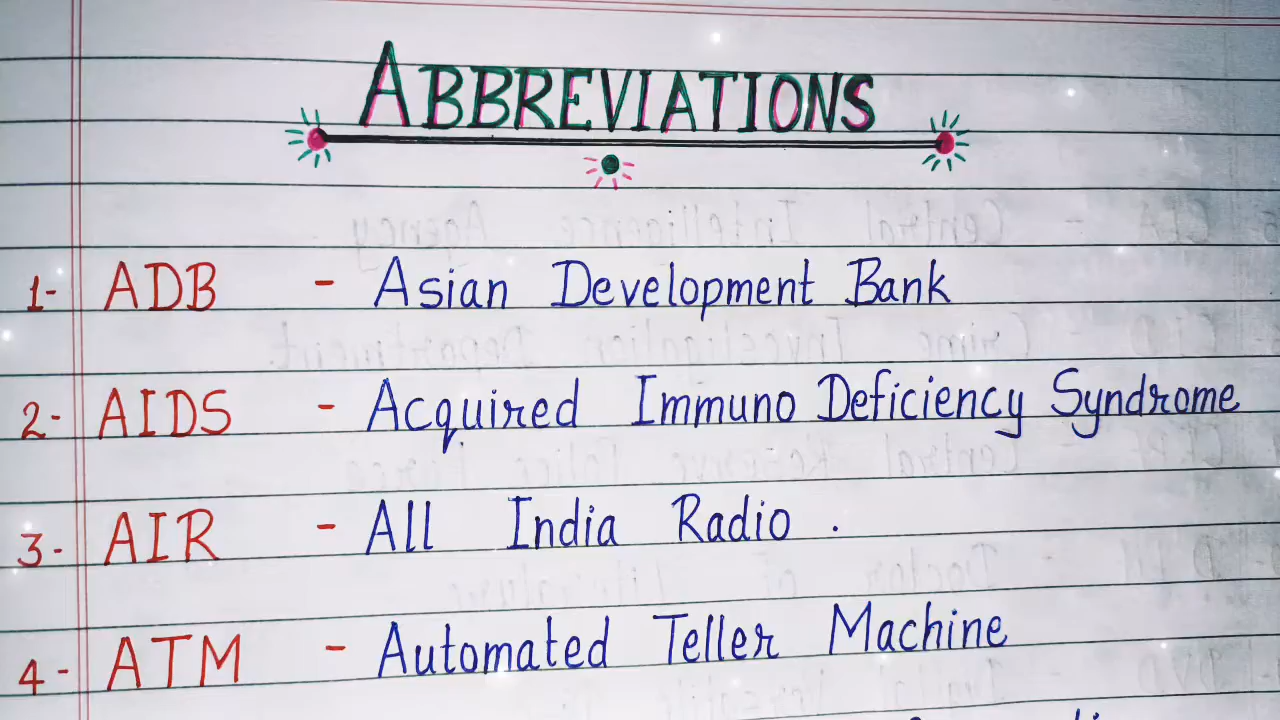 ABBREVIATIONS
1- ADB - Asian Development Bank
2- AIDS - Acquired Immuno Deficiency Syndrome
3- AIR - All India Radio .
4- ATM - Automated Teller Machine